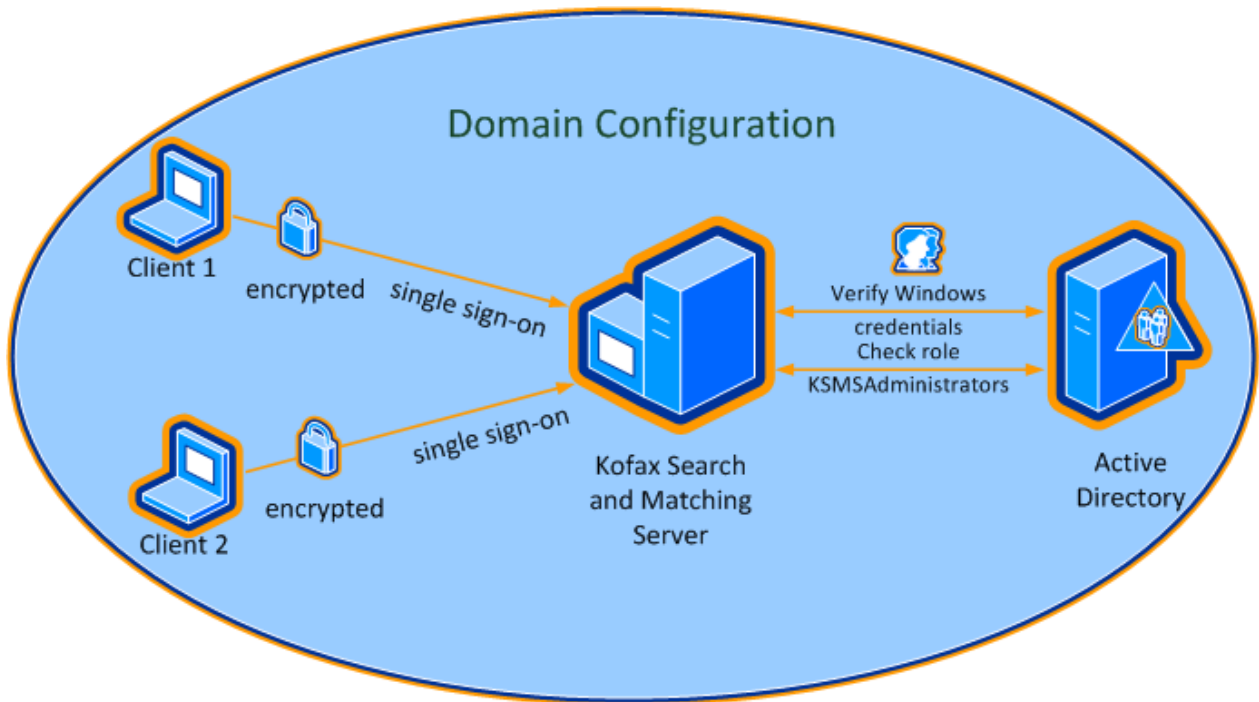 Domain Configuration
Client 1
encrypted
single sign-on
Client 2
encrypted
single sign-on
Kofax Search
and Matching
Server
Verify Windows
credentials
Check role
KSMSAdministrators
Active
Directory